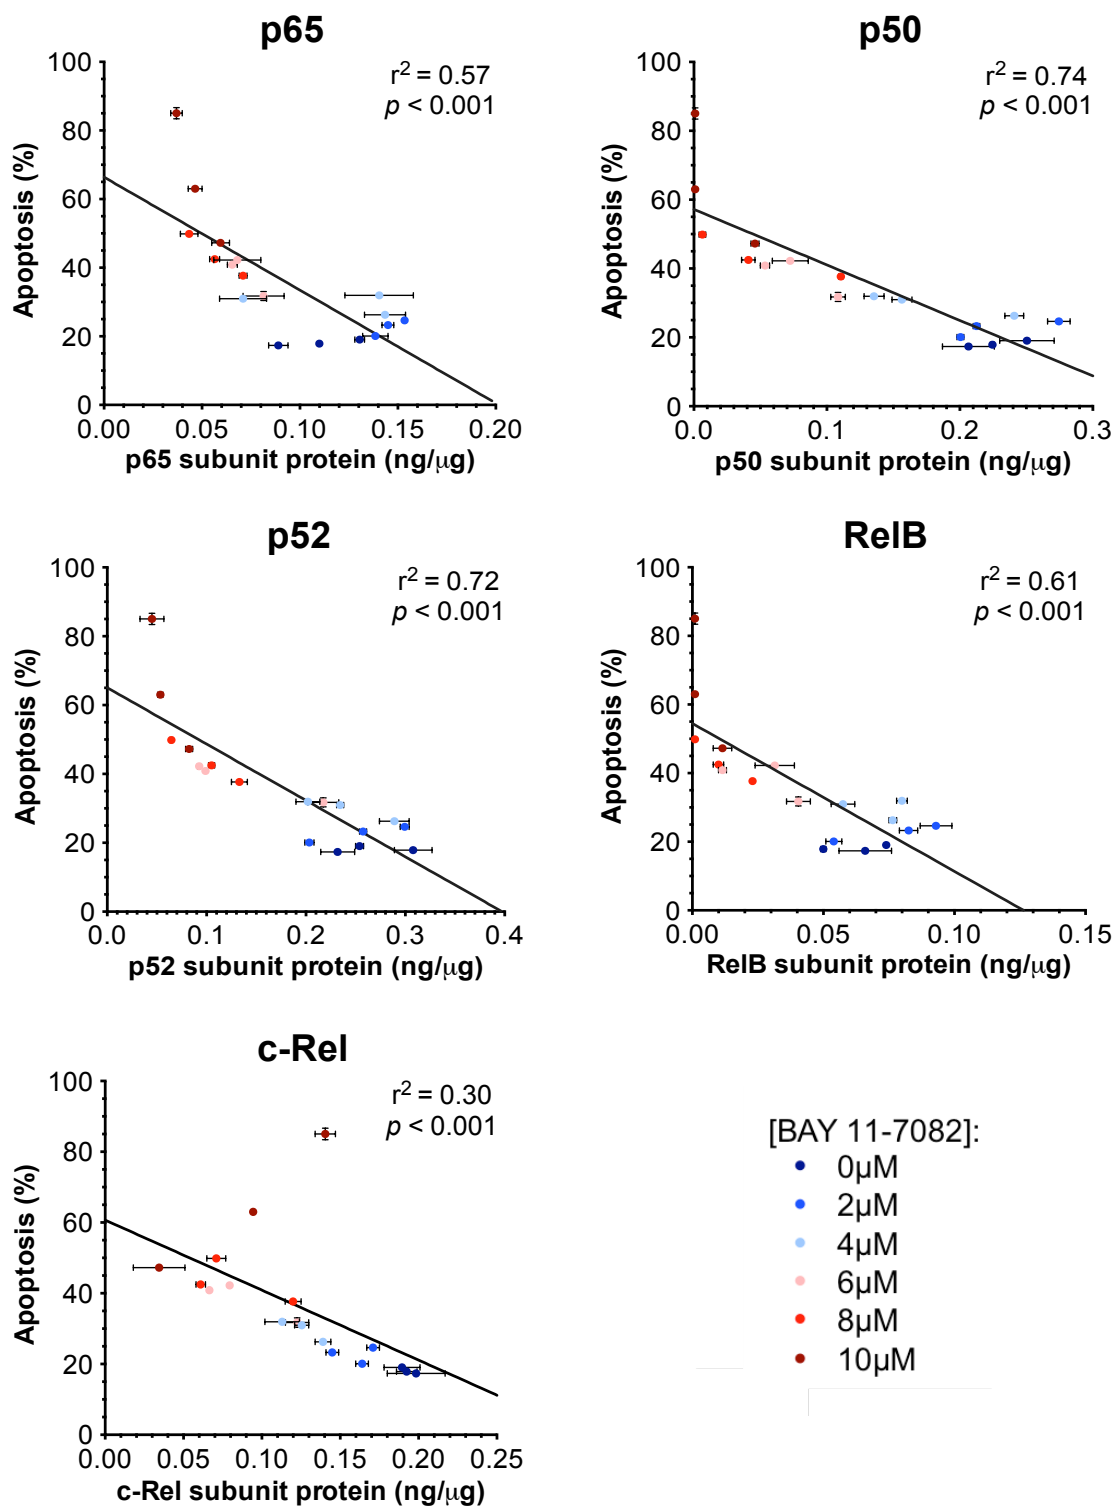 p65
r² = 0.57
p < 0.001
Apoptosis (%)
100
80
60
40
20
0
0.00 0.05 0.10 0.15 0.20
p65 subunit protein (ng/μg)
p50
r² = 0.74
p < 0.001
Apoptosis (%)
100
80
60
40
20
0
0.0 0.1 0.2 0.3
p50 subunit protein (ng/μg)
p52
r² = 0.72
p < 0.001
Apoptosis (%)
100
80
60
40
20
0
0.0 0.1 0.2 0.3 0.4
p52 subunit protein (ng/μg)
RelB
r² = 0.61
p < 0.001
Apoptosis (%)
100
80
60
40
20
0
0.00 0.05 0.10 0.15
RelB subunit protein (ng/μg)
c-Rel
r² = 0.30
p < 0.001
Apoptosis (%)
100
80
60
40
20
0
0.00 0.05 0.10 0.15 0.20 0.25
c-Rel subunit protein (ng/μg)
[BAY 11-7082]:
0μM
2μM
4μM
6μM
8μM
10μM